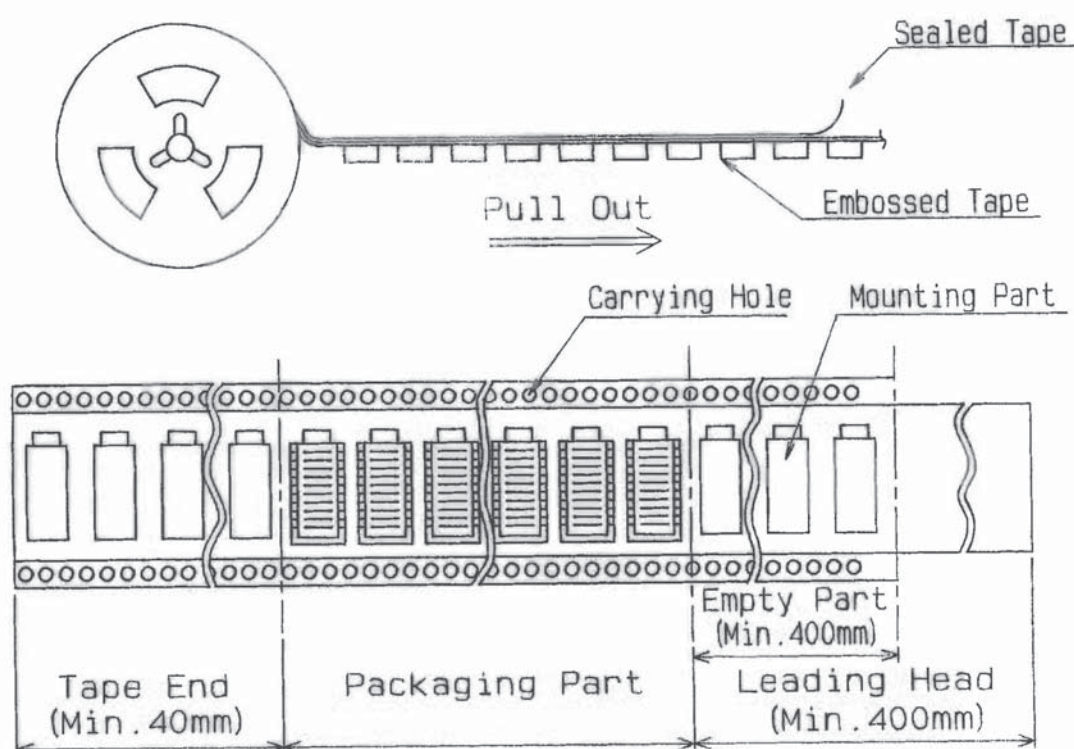 Sealed Tape
Pull Out
Embossed Tape
Carrying Hole
Mounting Part
Empty Part
(Min.400mm)
Tape End
(Min.40mm)
Packaging Part
Leading Head
(Min.400mm)